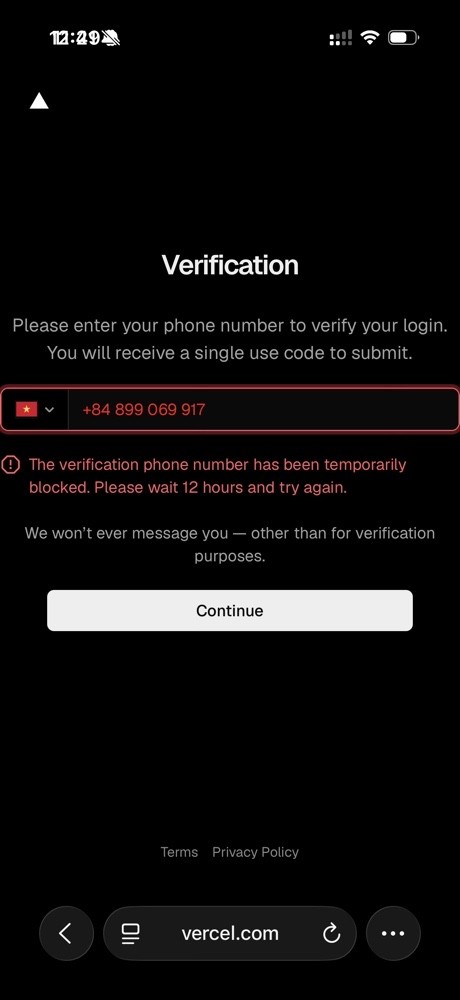 Verification
Please enter your phone number to verify your login.
You will receive a single use code to submit.
+84 899 069 917
The verification phone number has been temporarily
blocked. Please wait 12 hours and try again.
We won’t ever message you — other than for verification
purposes.
Continue
Terms Privacy Policy
vercel.com